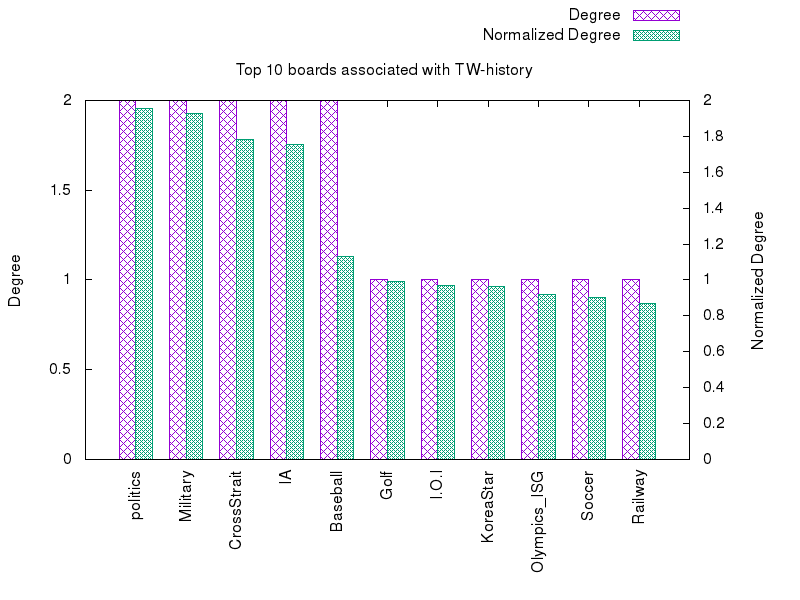 Degree
Normalized Degree
Top 10 boards associated with TW-history
2
1.5
1
0.5
0
Degree
2
1.8
1.6
1.4
1.2
1
0.8
0.6
0.4
0.2
0
Normalized Degree
politics
Military
CrossStrait
IA
Baseball
Golf
I.O.I
KoreaStar
Olympics_ISG
Soccer
Railway